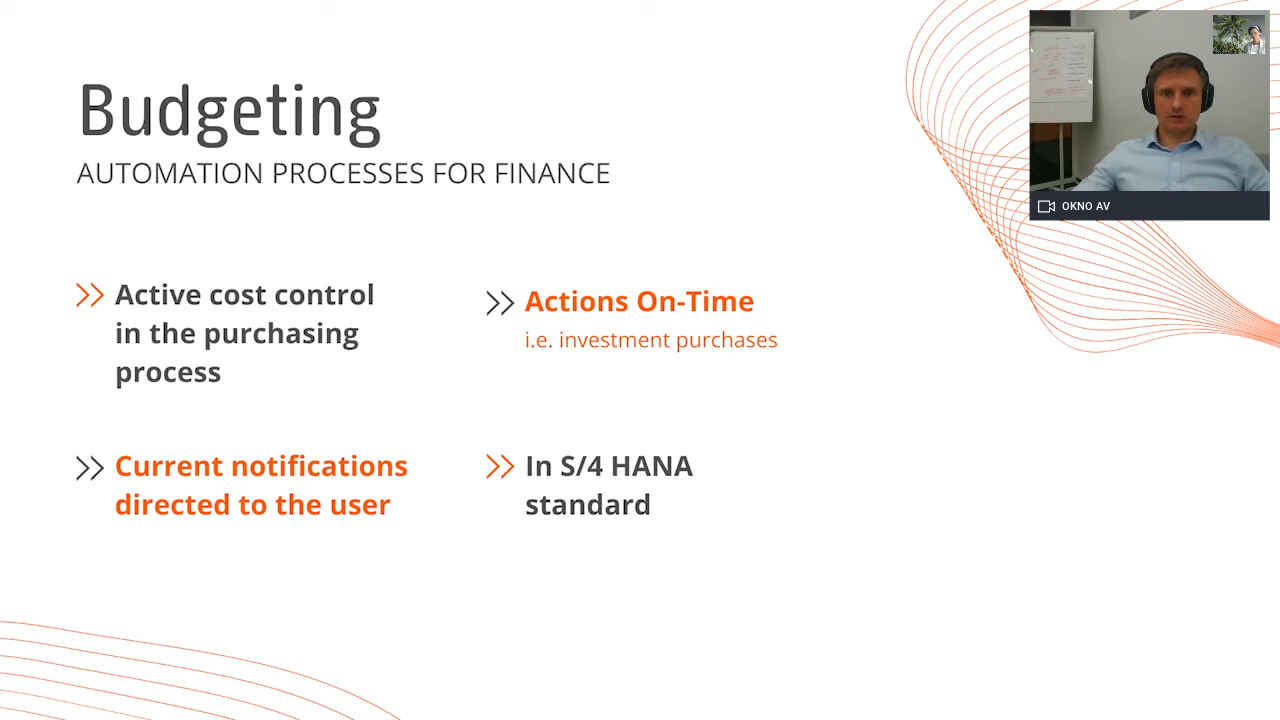 Budgeting
AUTOMATION PROCESSES FOR FINANCE
Active cost control
in the purchasing
process
Actions On-Time
i.e. investment purchases
Current notifications
directed to the user
In S/4 HANA
standard
OKNO AV